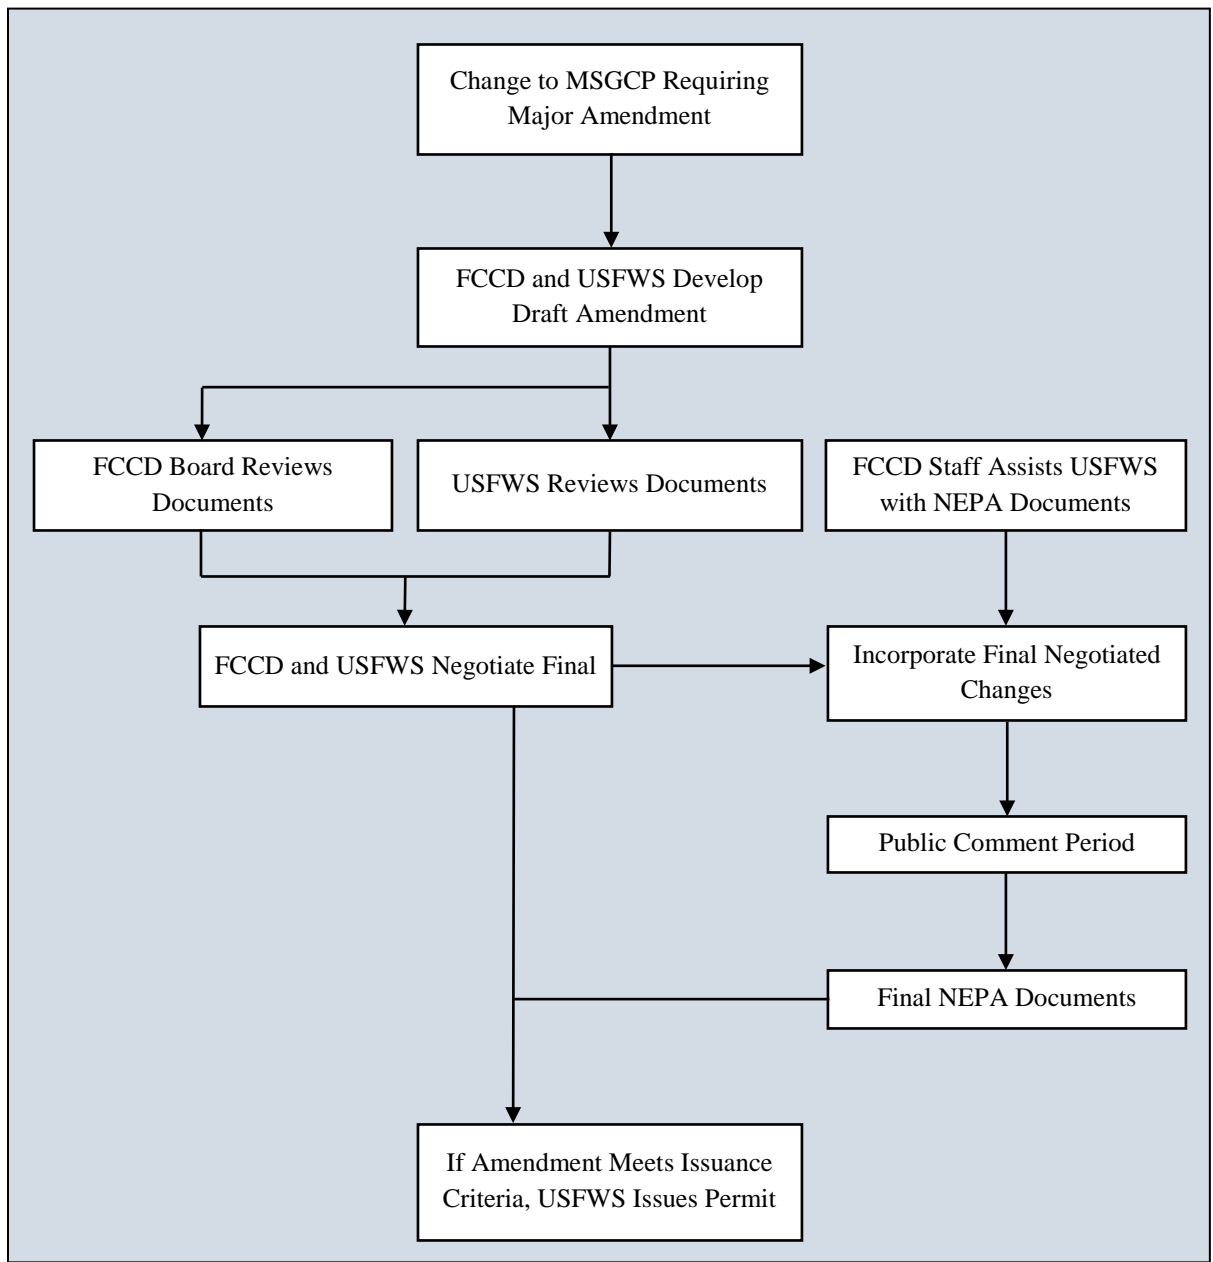 Change to MSGCP Requiring
Major Amendment
FCCD and USFWS Develop
Draft Amendment
FCCD Board Reviews
Documents
USFWS Reviews Documents
FCCD Staff Assists USFWS
with NEPA Documents
FCCD and USFWS Negotiate Final
Incorporate Final Negotiated
Changes
Public Comment Period
Final NEPA Documents
If Amendment Meets Issuance
Criteria, USFWS Issues Permit